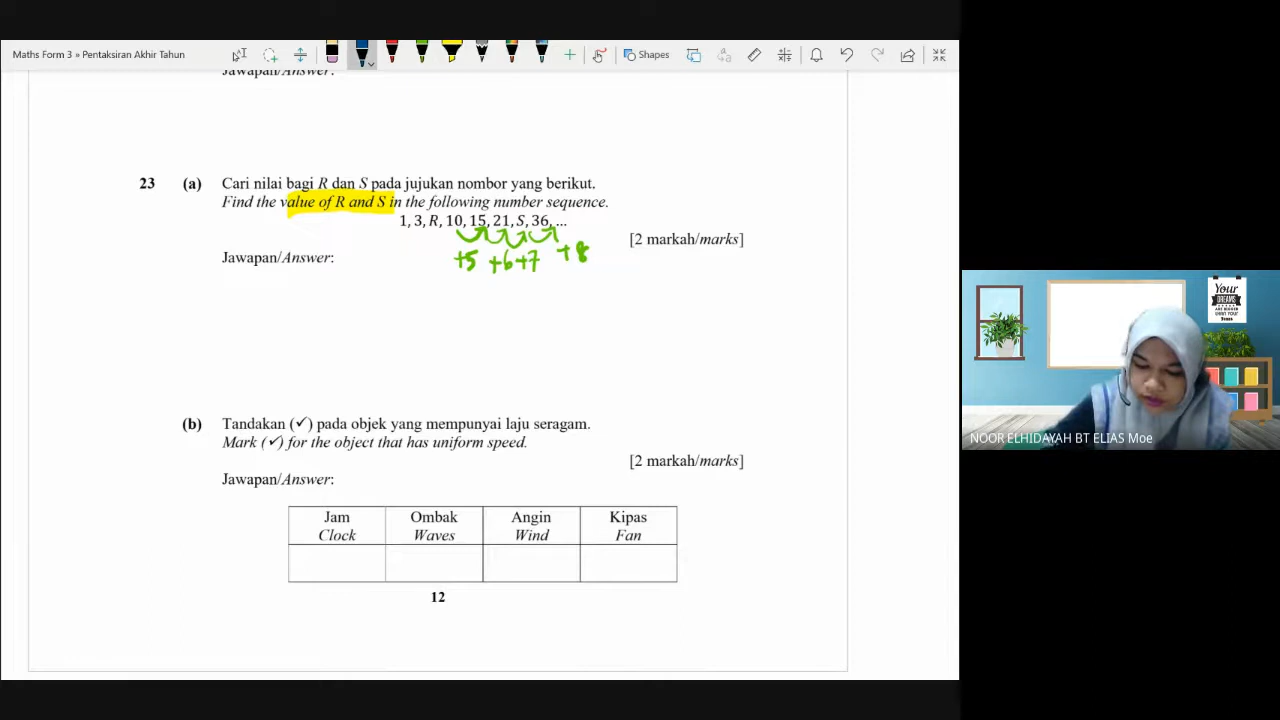 Maths Form 3 » Pentaksiran Akhir Tahun
Shapes
Jawapan/Answer:
23 (a) Cari nilai bagi R dan S pada jujukan nombor yang berikut.
Find the value of R and S in the following number sequence.
1, 3, R, 10, 15, 21, S, 36, ...
[2 markah/marks]
+5 +6 +7 +8
Jawapan/Answer:
(b) Tandakan (✓) pada objek yang mempunyai laju seragam.
Mark (✓) for the object that has uniform speed.
[2 markah/marks]
Jawapan/Answer:
Jam Ombak Angin Kipas
Clock Waves Wind Fan
12
Your
DREAMS
NOOR ELHIDAYAH BT ELIAS Moe